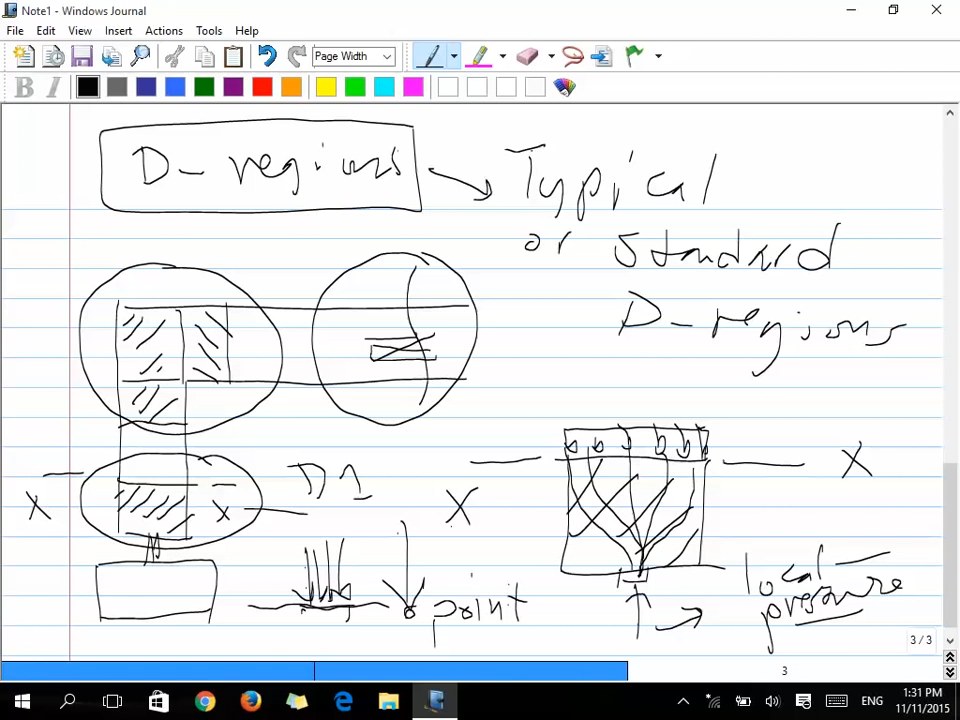 Note1 - Windows Journal
File Edit View Insert Actions Tools Help
Page Width
B I
D-regions
Typical
or Standard
D-regions
D1
X
X
X
X
point
local
pressure
3 / 3
3
ENG
1:31 PM
11/11/2015